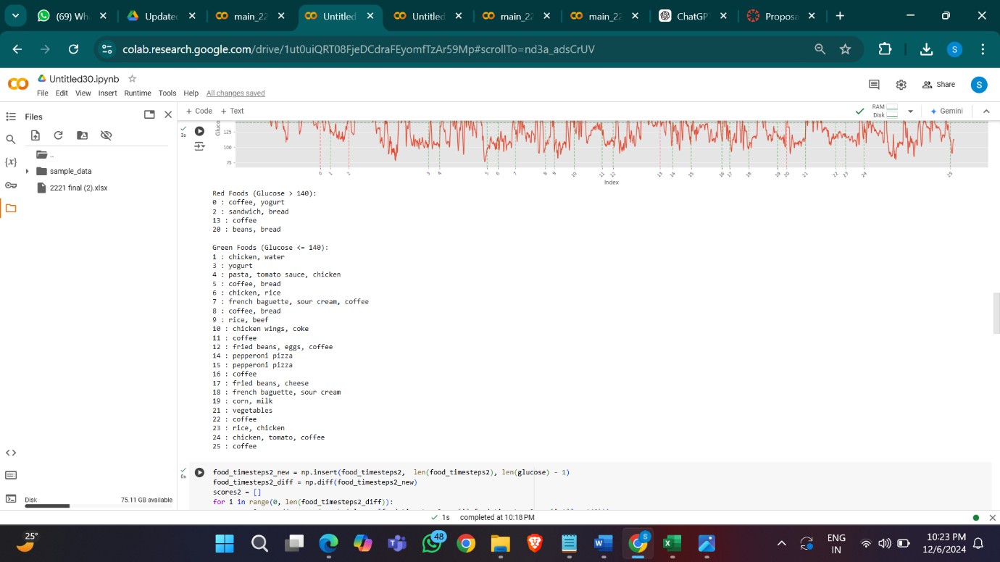 (69) Wh
Update
main_22
Untitled
Untitled
main_22
main_22
ChatGP
Proposa
colab.research.google.com/drive/1ut0uiQRT08FjeDCdraFEyomfTzAr59Mp#scrollTo=nd3a_adsCrUV
S
Untitled30.ipynb
File Edit View Insert Runtime Tools Help All changes saved
Share
S
Files
+ Code + Text
RAM
Disk
Gemini
..
sample_data
2221 final (2).xlsx
3s
Gluco
125
100
75
0 1 2 3 4 5 6 7 8 9 10 11 12 13 14 15 16 17 18 19 20 21 22 23 24 25
Index
Red Foods (Glucose > 140):
0 : coffee, yogurt
2 : sandwich, bread
13 : coffee
20 : beans, bread
Green Foods (Glucose <= 140):
1 : chicken, water
3 : yogurt
4 : pasta, tomato sauce, chicken
5 : coffee, bread
6 : chicken, rice
7 : french baguette, sour cream, coffee
8 : coffee, bread
9 : rice, beef
10 : chicken wings, coke
11 : coffee
12 : fried beans, eggs, coffee
14 : pepperoni pizza
15 : pepperoni pizza
16 : coffee
17 : fried beans, cheese
18 : french baguette, sour cream
19 : corn, milk
21 : vegetables
22 : coffee
23 : rice, chicken
24 : chicken, tomato, coffee
25 : coffee
0s
food_timesteps2_new = np.insert(food_timesteps2, len(food_timesteps2), len(glucose) - 1)
food_timesteps2_diff = np.diff(food_timesteps2_new)
scores2 = []
for i in range(0, len(food_timesteps2_diff)):
Disk
75.11 GB available
1s completed at 10:18 PM
25°
48
S
ENG
IN
10:23 PM
12/6/2024